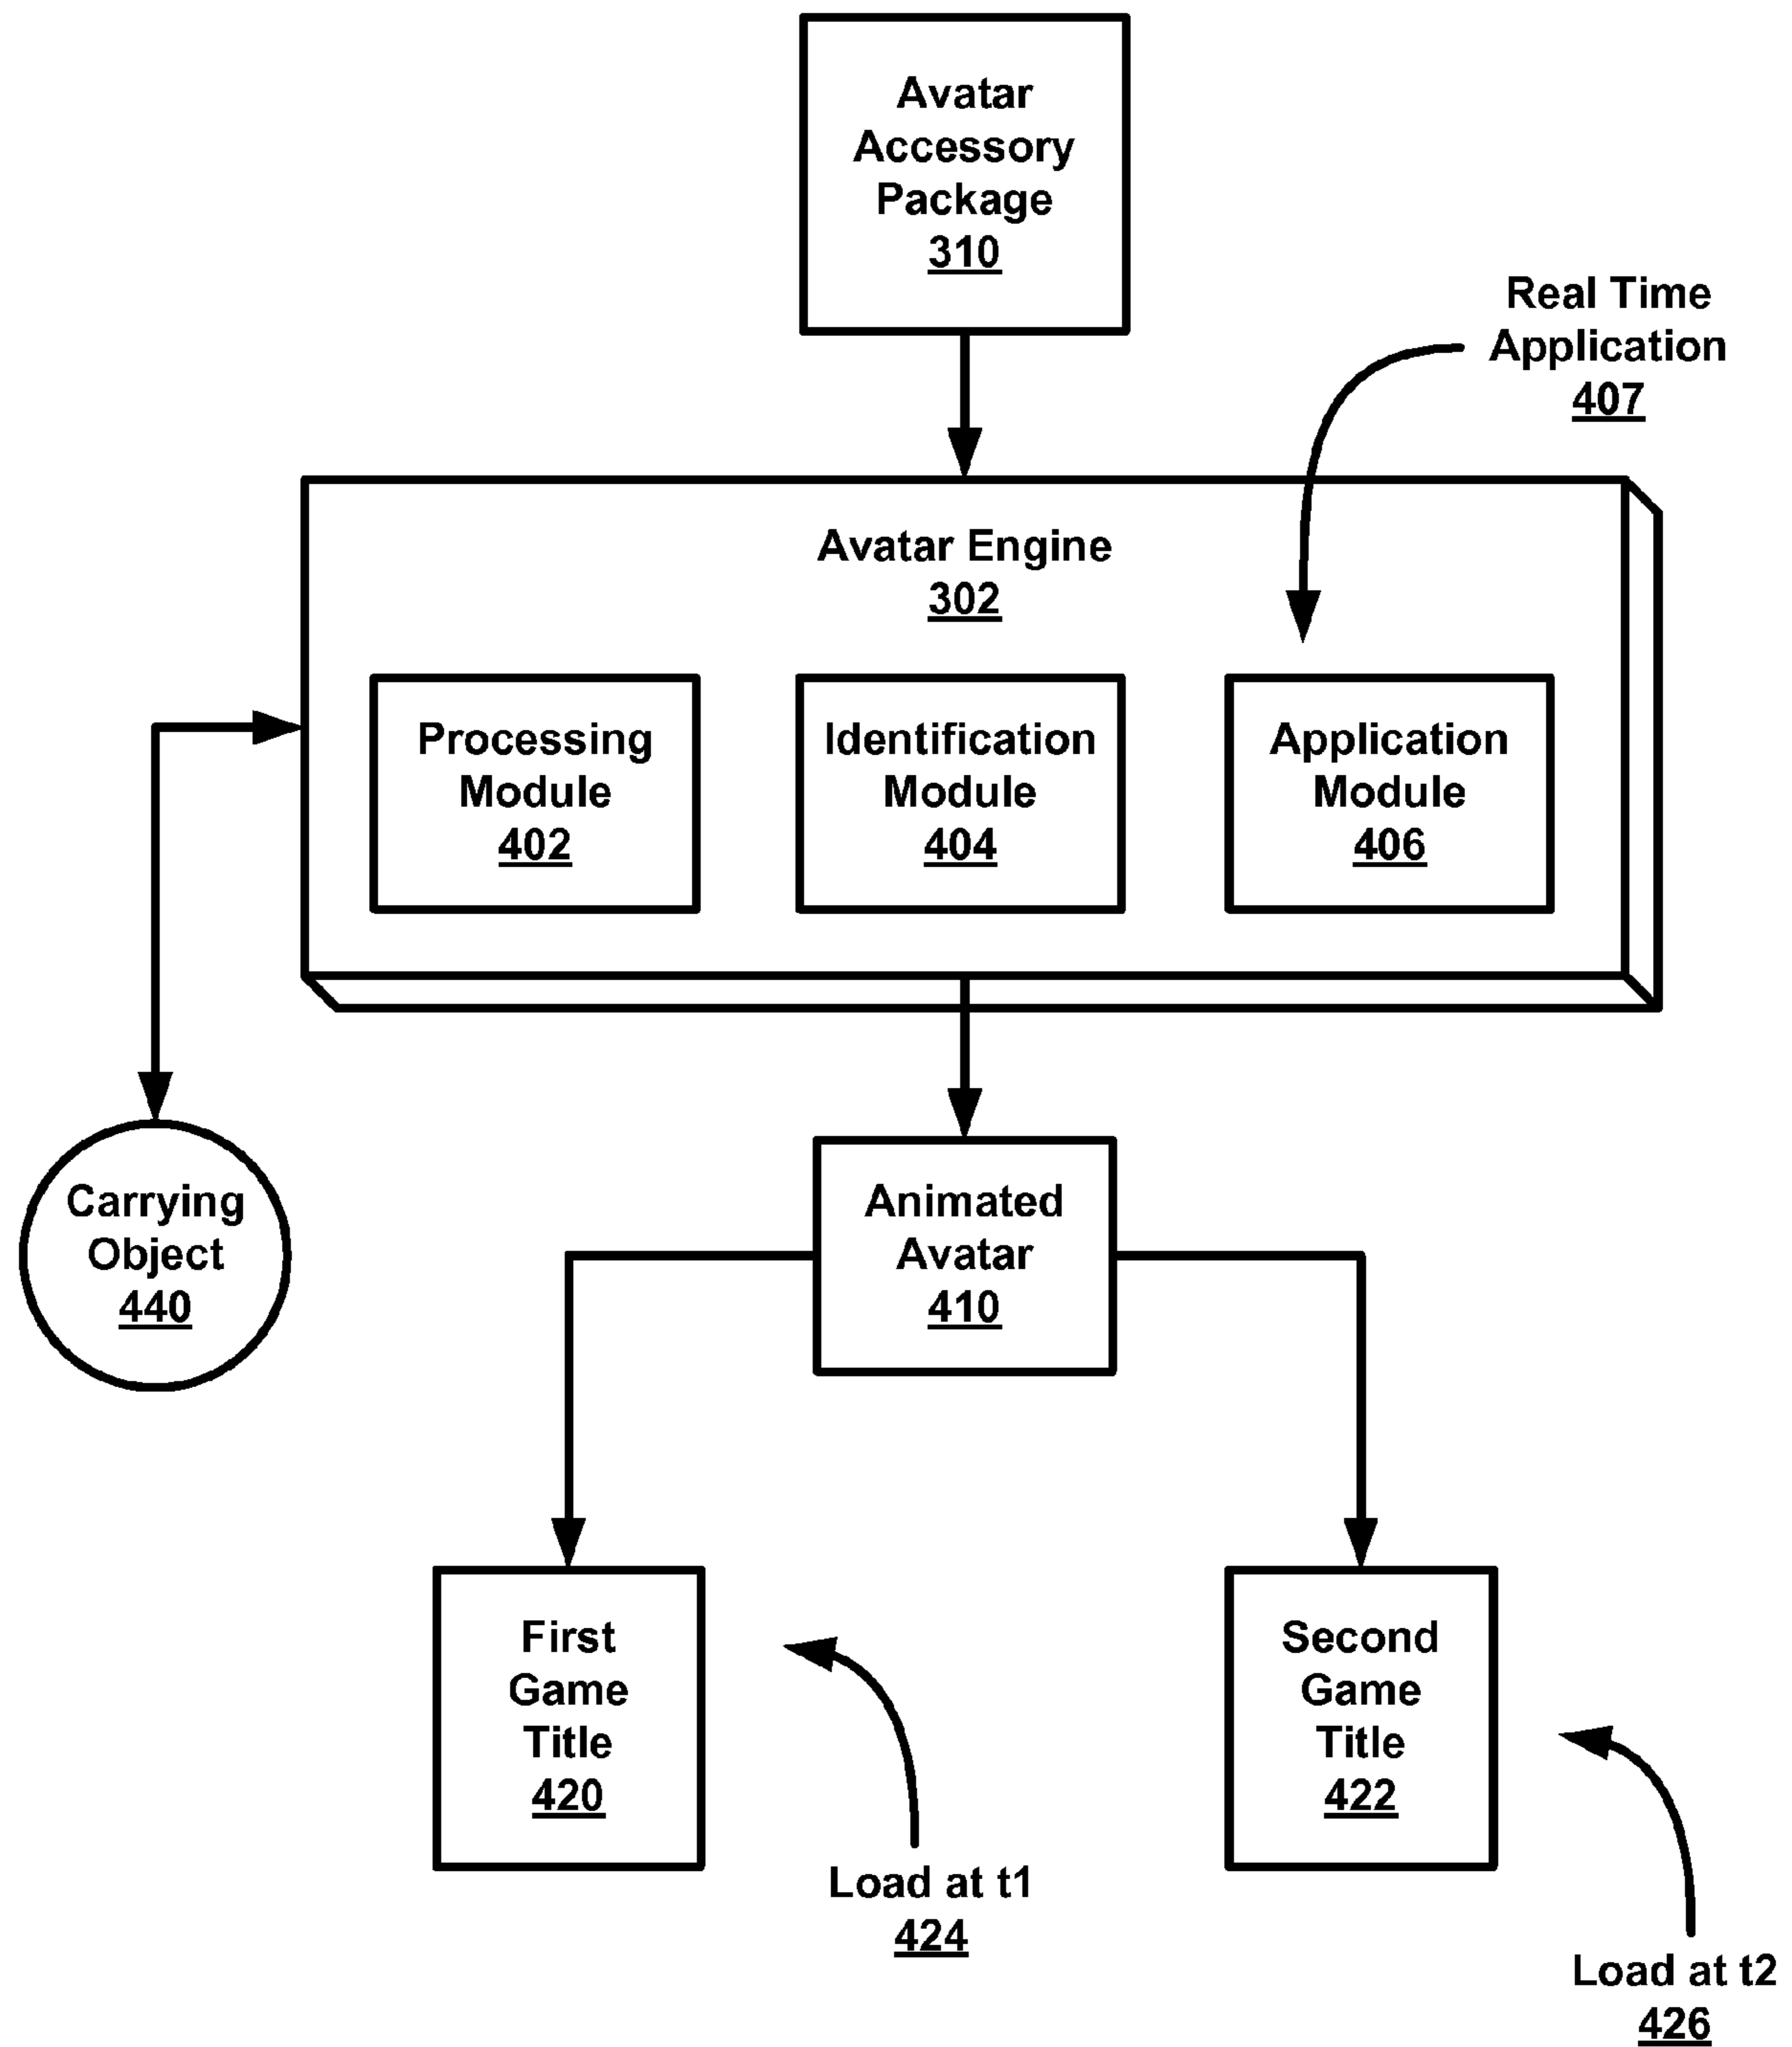 Avatar
Accessory
Package
310
Real Time
Application
407
Avatar Engine
302
Processing
Module
402
Identification
Module
404
Application
Module
406
Carrying
Object
440
Animated
Avatar
410
First
Game
Title
420
Second
Game
Title
422
Load at t1
424
Load at t2
426